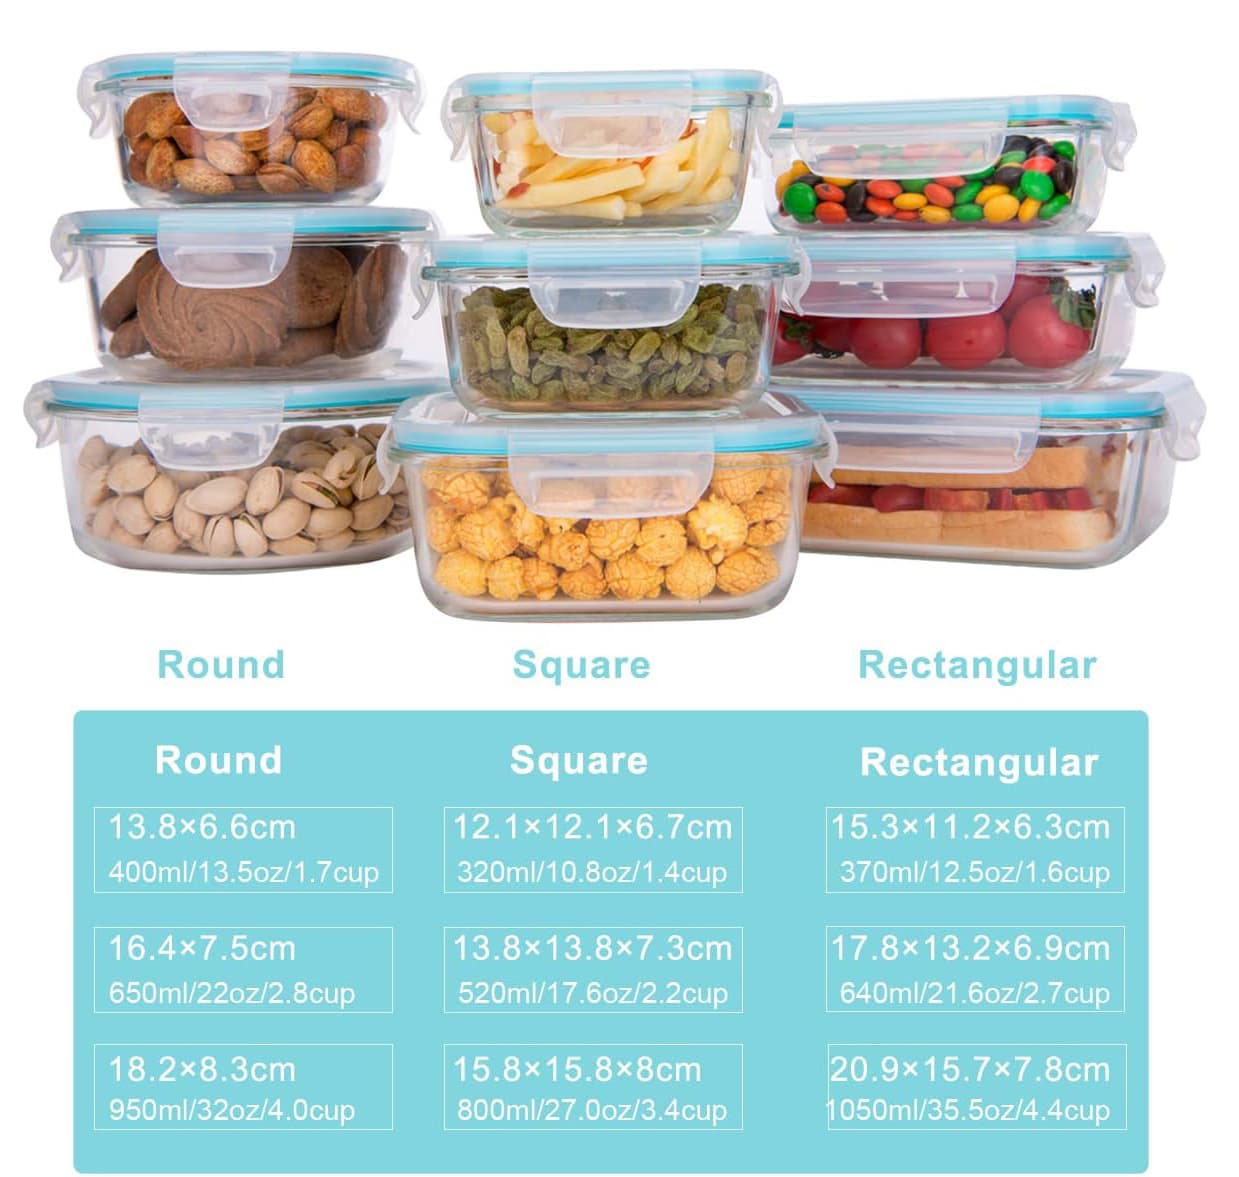 Round
Square
Rectangular
Round
Square
Rectangular
13.8×6.6cm
400ml/13.5oz/1.7cup
12.1×12.1×6.7cm
320ml/10.8oz/1.4cup
15.3×11.2×6.3cm
370ml/12.5oz/1.6cup
16.4×7.5cm
650ml/22oz/2.8cup
13.8×13.8×7.3cm
520ml/17.6oz/2.2cup
17.8×13.2×6.9cm
640ml/21.6oz/2.7cup
18.2×8.3cm
950ml/32oz/4.0cup
15.8×15.8×8cm
800ml/27.0oz/3.4cup
20.9×15.7×7.8cm
1050ml/35.5oz/4.4cup